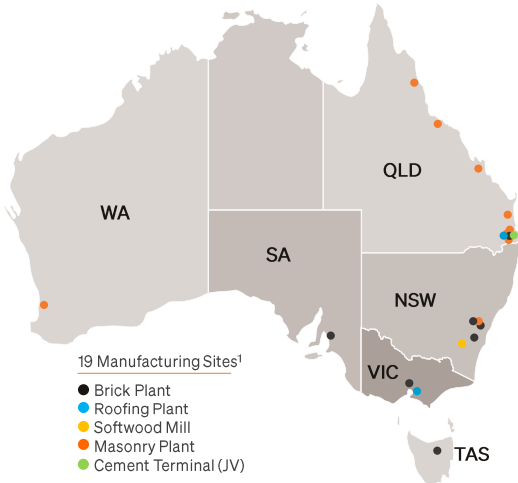 QLD
WA
SA
NSW
19 Manufacturing Sites¹
VIC
Brick Plant
Roofing Plant
Softwood Mill
Masonry Plant
TAS
Cement Terminal (JV)